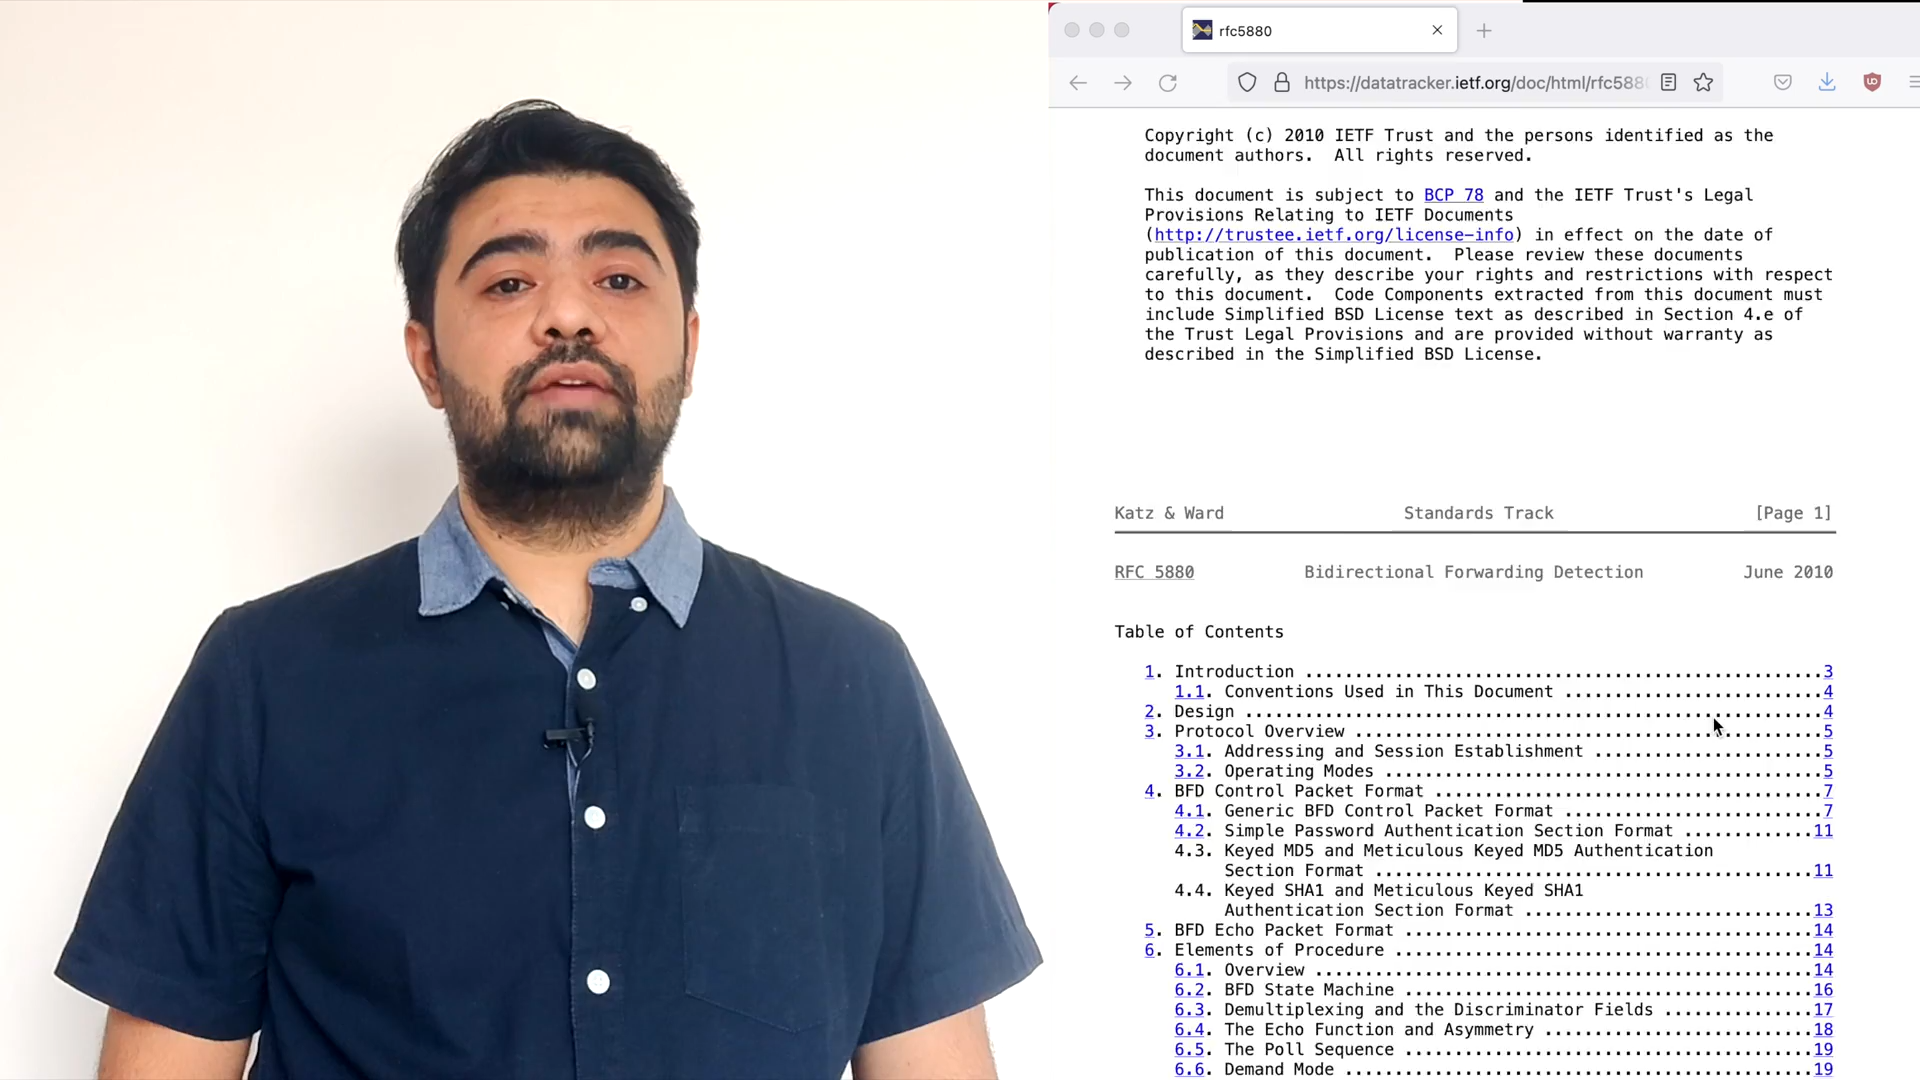 rfc5880
https://datatracker.ietf.org/doc/html/rfc588
Copyright (c) 2010 IETF Trust and the persons identified as the
document authors.  All rights reserved.
This document is subject to BCP 78 and the IETF Trust's Legal
Provisions Relating to IETF Documents
(http://trustee.ietf.org/license-info) in effect on the date of
publication of this document.  Please review these documents
carefully, as they describe your rights and restrictions with respect
to this document.  Code Components extracted from this document must
include Simplified BSD License text as described in Section 4.e of
the Trust Legal Provisions and are provided without warranty as
described in the Simplified BSD License.
Katz & Ward Standards Track [Page 1]
RFC 5880 Bidirectional Forwarding Detection June 2010
Table of Contents
1. Introduction ....................................................3
1.1. Conventions Used in This Document ..........................4
2. Design ..........................................................4
3. Protocol Overview ...............................................5
3.1. Addressing and Session Establishment .......................5
3.2. Operating Modes ............................................5
4. BFD Control Packet Format .......................................7
4.1. Generic BFD Control Packet Format ..........................7
4.2. Simple Password Authentication Section Format .............11
4.3. Keyed MD5 and Meticulous Keyed MD5 Authentication
Section Format .............................................11
4.4. Keyed SHA1 and Meticulous Keyed SHA1
Authentication Section Format .............................13
5. BFD Echo Packet Format .........................................14
6. Elements of Procedure ..........................................14
6.1. Overview ..................................................14
6.2. BFD State Machine .........................................16
6.3. Demultiplexing and the Discriminator Fields ...............17
6.4. The Echo Function and Asymmetry ...........................18
6.5. The Poll Sequence .........................................19
6.6. Demand Mode ...............................................19